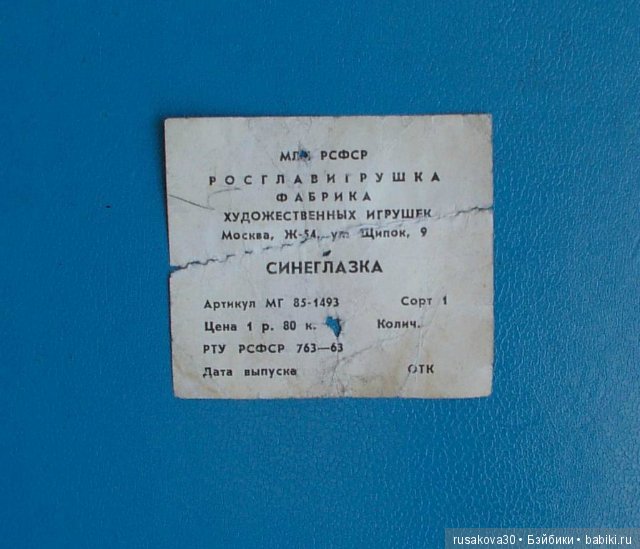 РСФСР
РОСГЛАВИГРУШКА
ФАБРИКА
ХУДОЖЕСТВЕННЫХ ИГРУШЕК
Москва, Ж-54, ул. Щипок, 9
СИНЕГЛАЗКА
Артикул МГ 85-1493 Сорт 1
Цена 1 р. 80 к. Колич.
РТУ РСФСР 763—63
Дата выпуска ОТК
rusakova30 • Бэйбики • babiki.ru